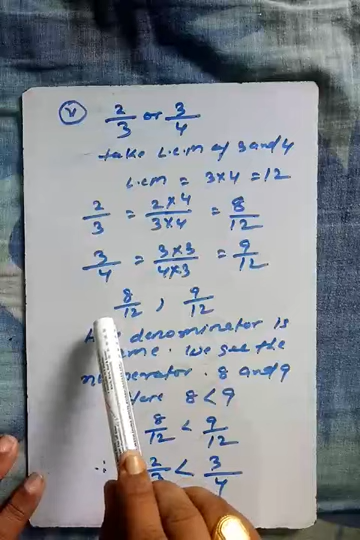 (v) 2/3 or 3/4
take L.C.M of 3 and 4
L.C.M = 3×4 = 12
2/3 = 2×4/3×4 = 8/12
3/4 = 3×3/4×3 = 9/12
8/12 , 9/12
denominator is
. we see the
8 and 9
8 < 9
8/12 < 9/12
∴ 2/3 < 3/4